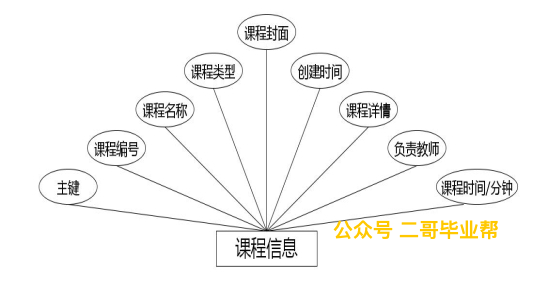 课程封面
课程类型
创建时间
课程名称
课程详情
课程编号
负责教师
主键
课程时间/分钟
公众号 二哥毕业帮
课程信息